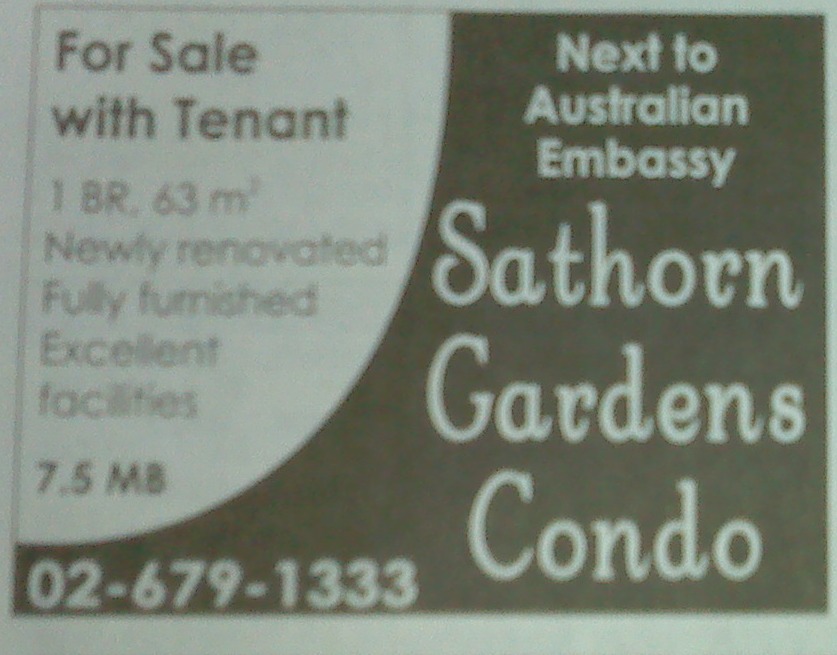 For Sale
with Tenant
1 BR, 63 m²
Newly renovated
Fully furnished
Excellent
facilities
7.5 MB
02-679-1333
Next to
Australian
Embassy
Sathorn
Gardens
Condo